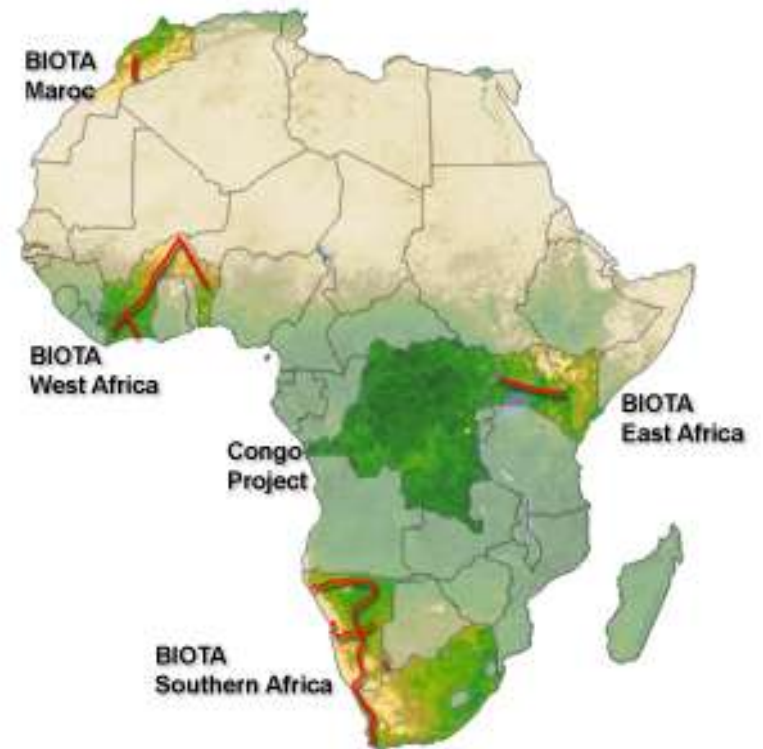 BIOTA
Maroc
BIOTA
West Africa
BIOTA
East Africa
Congo
Project
BIOTA
Southern Africa